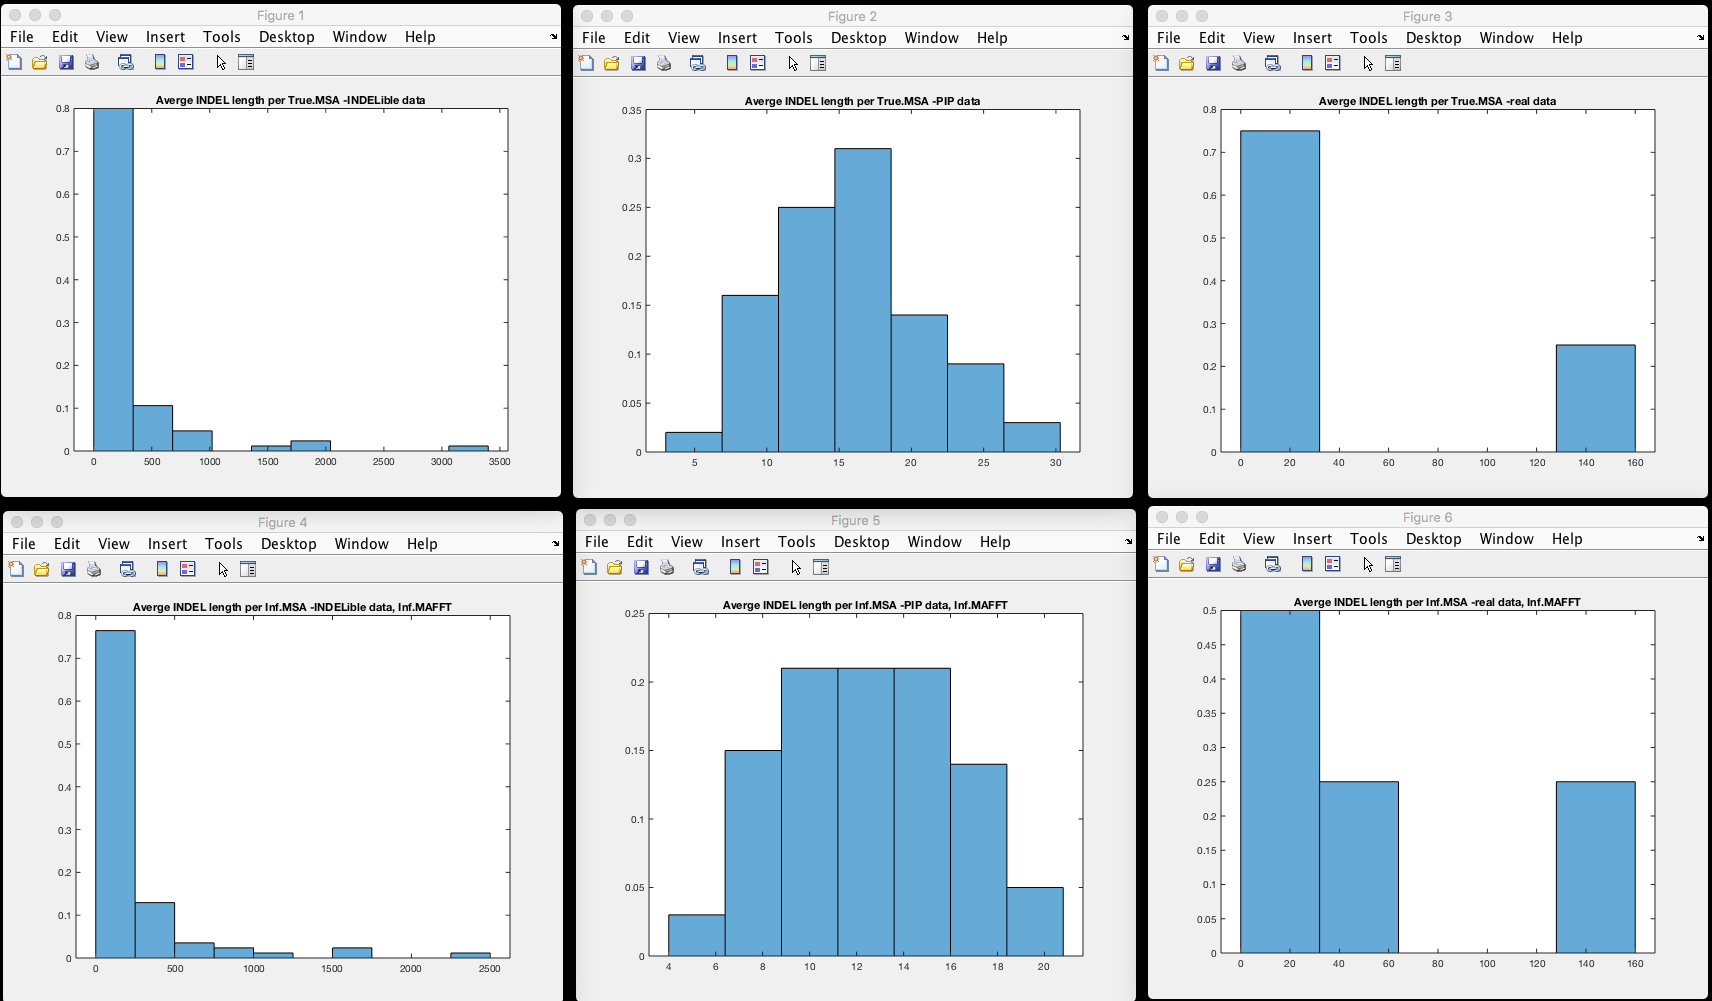 Figure 1
File Edit View Insert Tools Desktop Window Help
Averge INDEL length per True.MSA -INDELible data
0.8
0.7
0.6
0.5
0.4
0.3
0.2
0.1
0
0 500 1000 1500 2000 2500 3000 3500
Figure 2
File Edit View Insert Tools Desktop Window Help
Averge INDEL length per True.MSA -PIP data
0.35
0.3
0.25
0.2
0.15
0.1
0.05
0
5 10 15 20 25 30
Figure 3
File Edit View Insert Tools Desktop Window Help
Averge INDEL length per True.MSA -real data
0.8
0.7
0.6
0.5
0.4
0.3
0.2
0.1
0
0 20 40 60 80 100 120 140 160
Figure 4
File Edit View Insert Tools Desktop Window Help
Averge INDEL length per Inf.MSA -INDELible data, Inf.MAFFT
0.8
0.7
0.6
0.5
0.4
0.3
0.2
0.1
0
0 500 1000 1500 2000 2500
Figure 5
File Edit View Insert Tools Desktop Window Help
Averge INDEL length per Inf.MSA -PIP data, Inf.MAFFT
0.25
0.2
0.15
0.1
0.05
0
4 6 8 10 12 14 16 18 20
Figure 6
File Edit View Insert Tools Desktop Window Help
Averge INDEL length per Inf.MSA -real data, Inf.MAFFT
0.5
0.45
0.4
0.35
0.3
0.25
0.2
0.15
0.1
0.05
0
0 20 40 60 80 100 120 140 160